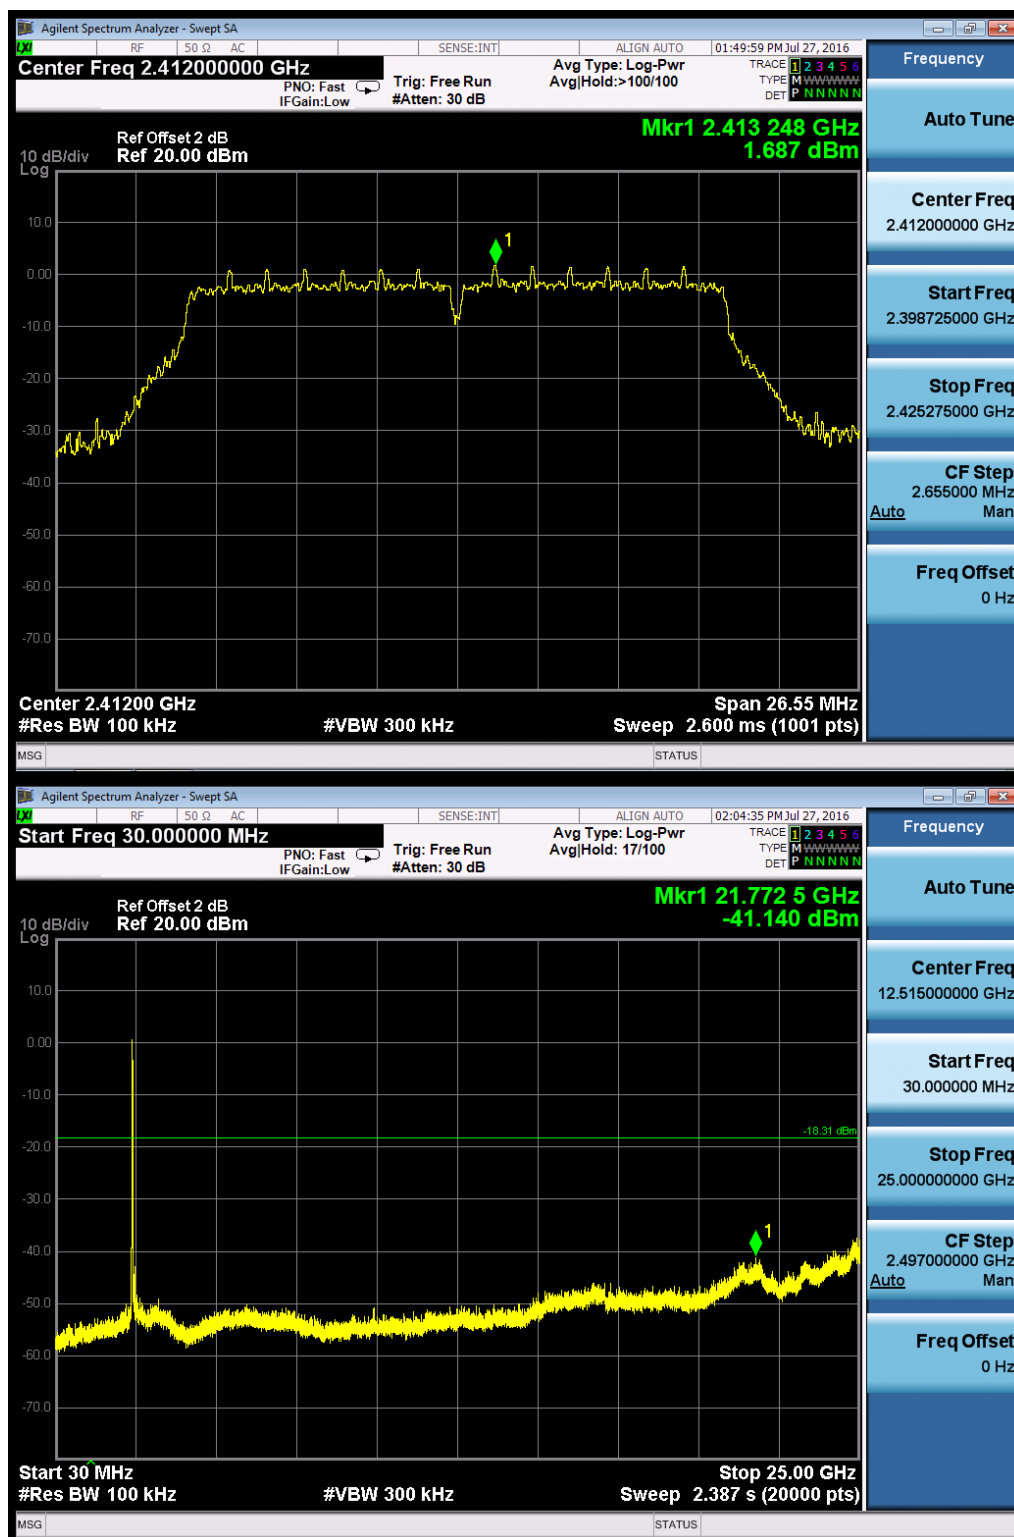 Agilent Spectrum Analyzer - Swept SA
LXI RF 50 Ω AC SENSE:INT ALIGN AUTO 01:49:59 PM Jul 27, 2016
Center Freq 2.412000000 GHz
PNO: Fast
IFGain:Low
Trig: Free Run
#Atten: 30 dB
Avg Type: Log-Pwr
Avg|Hold:>100/100
TRACE 1 2 3 4 5 6
TYPE M WWWWW
DET P N N N N N
Frequency
Mkr1 2.413 248 GHz
1.687 dBm
Ref Offset 2 dB
10 dB/div Ref 20.00 dBm
Log
10.0
0.00
-10.0
-20.0
-30.0
-40.0
-50.0
-60.0
-70.0
1
Center 2.41200 GHz Span 26.55 MHz
#Res BW 100 kHz #VBW 300 kHz Sweep 2.600 ms (1001 pts)
MSG STATUS
Auto Tune
Center Freq
2.412000000 GHz
Start Freq
2.398725000 GHz
Stop Freq
2.425275000 GHz
CF Step
2.655000 MHz
Auto Man
Freq Offset
0 Hz
Agilent Spectrum Analyzer - Swept SA
LXI RF 50 Ω AC SENSE:INT ALIGN AUTO 02:04:35 PM Jul 27, 2016
Start Freq 30.000000 MHz
PNO: Fast
IFGain:Low
Trig: Free Run
#Atten: 30 dB
Avg Type: Log-Pwr
Avg|Hold: 17/100
TRACE 1 2 3 4 5 6
TYPE M WWWWW
DET P N N N N N
Frequency
Mkr1 21.772 5 GHz
-41.140 dBm
Ref Offset 2 dB
10 dB/div Ref 20.00 dBm
Log
10.0
0.00
-10.0
-20.0
-30.0
-40.0
-50.0
-60.0
-70.0
-18.31 dBm
1
Start 30 MHz Stop 25.00 GHz
#Res BW 100 kHz #VBW 300 kHz Sweep 2.387 s (20000 pts)
MSG STATUS
Auto Tune
Center Freq
12.515000000 GHz
Start Freq
30.000000 MHz
Stop Freq
25.000000000 GHz
CF Step
2.497000000 GHz
Auto Man
Freq Offset
0 Hz